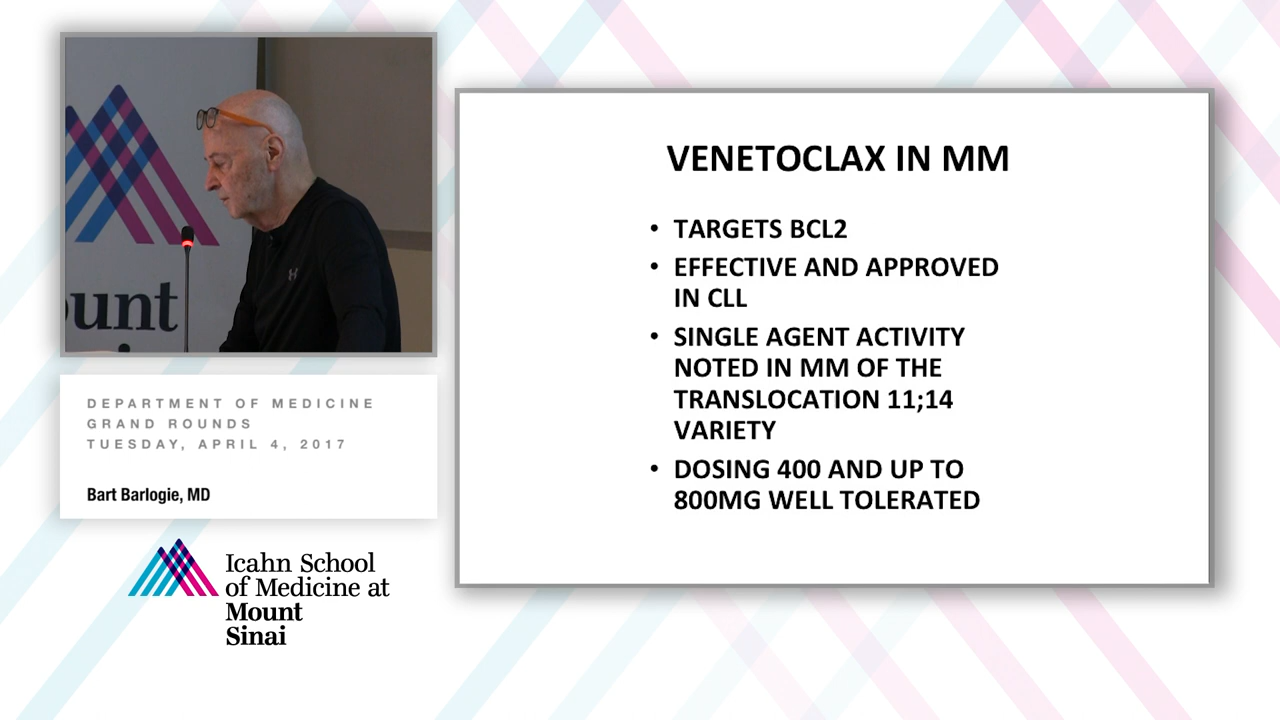 ount
DEPARTMENT OF MEDICINE
GRAND ROUNDS
TUESDAY, APRIL 4, 2017
Bart Barlogie, MD
Icahn School
of Medicine at
Mount
Sinai
VENETOCLAX IN MM
• TARGETS BCL2
• EFFECTIVE AND APPROVED
IN CLL
• SINGLE AGENT ACTIVITY
NOTED IN MM OF THE
TRANSLOCATION 11;14
VARIETY
• DOSING 400 AND UP TO
800MG WELL TOLERATED